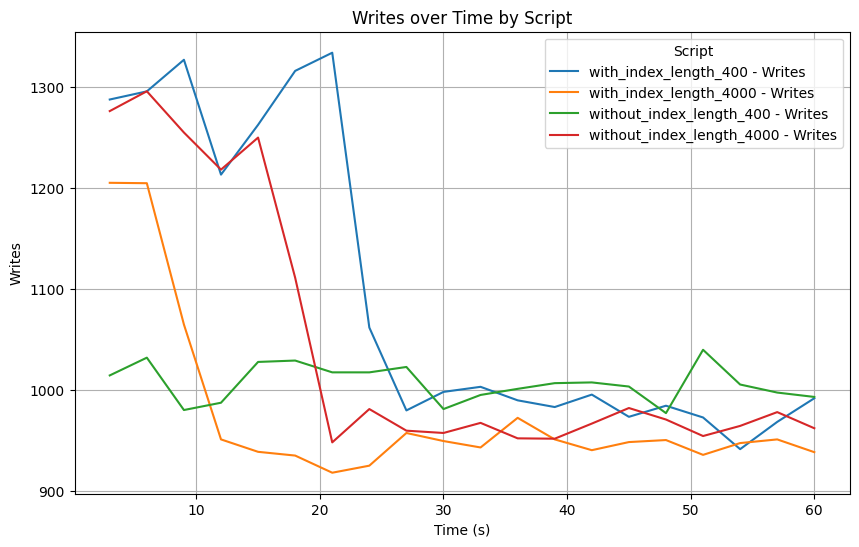 Writes over Time by Script
Script
with_index_length_400 - Writes
with_index_length_4000 - Writes
without_index_length_400 - Writes
without_index_length_4000 - Writes
Writes
1300
1200
1100
1000
900
10 20 30 40 50 60
Time (s)